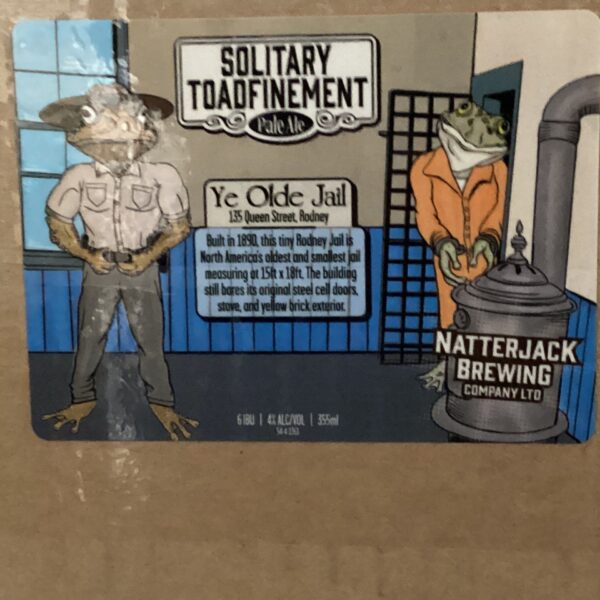 SOLITARY
TOADFINEMENT
Pale Ale
Ye Olde Jail
135 Queen Street, Rodney
Built in 1890, this tiny Rodney Jail is
North America's oldest and smallest jail
measuring at 15ft x 18ft. The building
still bares its original steel cell doors,
stove, and yellow brick exterior.
NATTERJACK
BREWING
COMPANY LTD
6 IBU | 4% ALC/VOL | 355ml